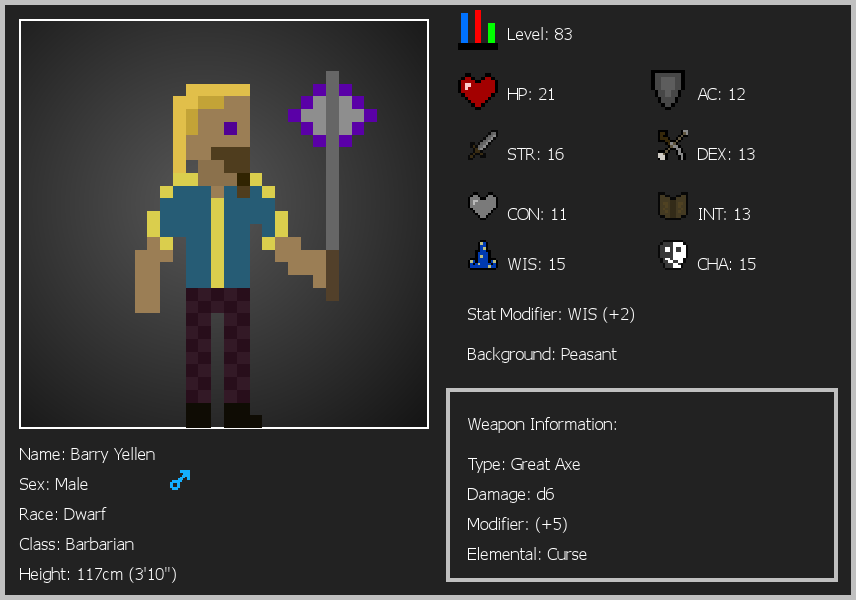 Level: 83
HP: 21
AC: 12
STR: 16
DEX: 13
CON: 11
INT: 13
WIS: 15
CHA: 15
Stat Modifier: WIS (+2)
Background: Peasant
Weapon Information:
Type: Great Axe
Damage: d6
Modifier: (+5)
Elemental: Curse
Name: Barry Yellen
Sex: Male
Race: Dwarf
Class: Barbarian
Height: 117cm (3'10")